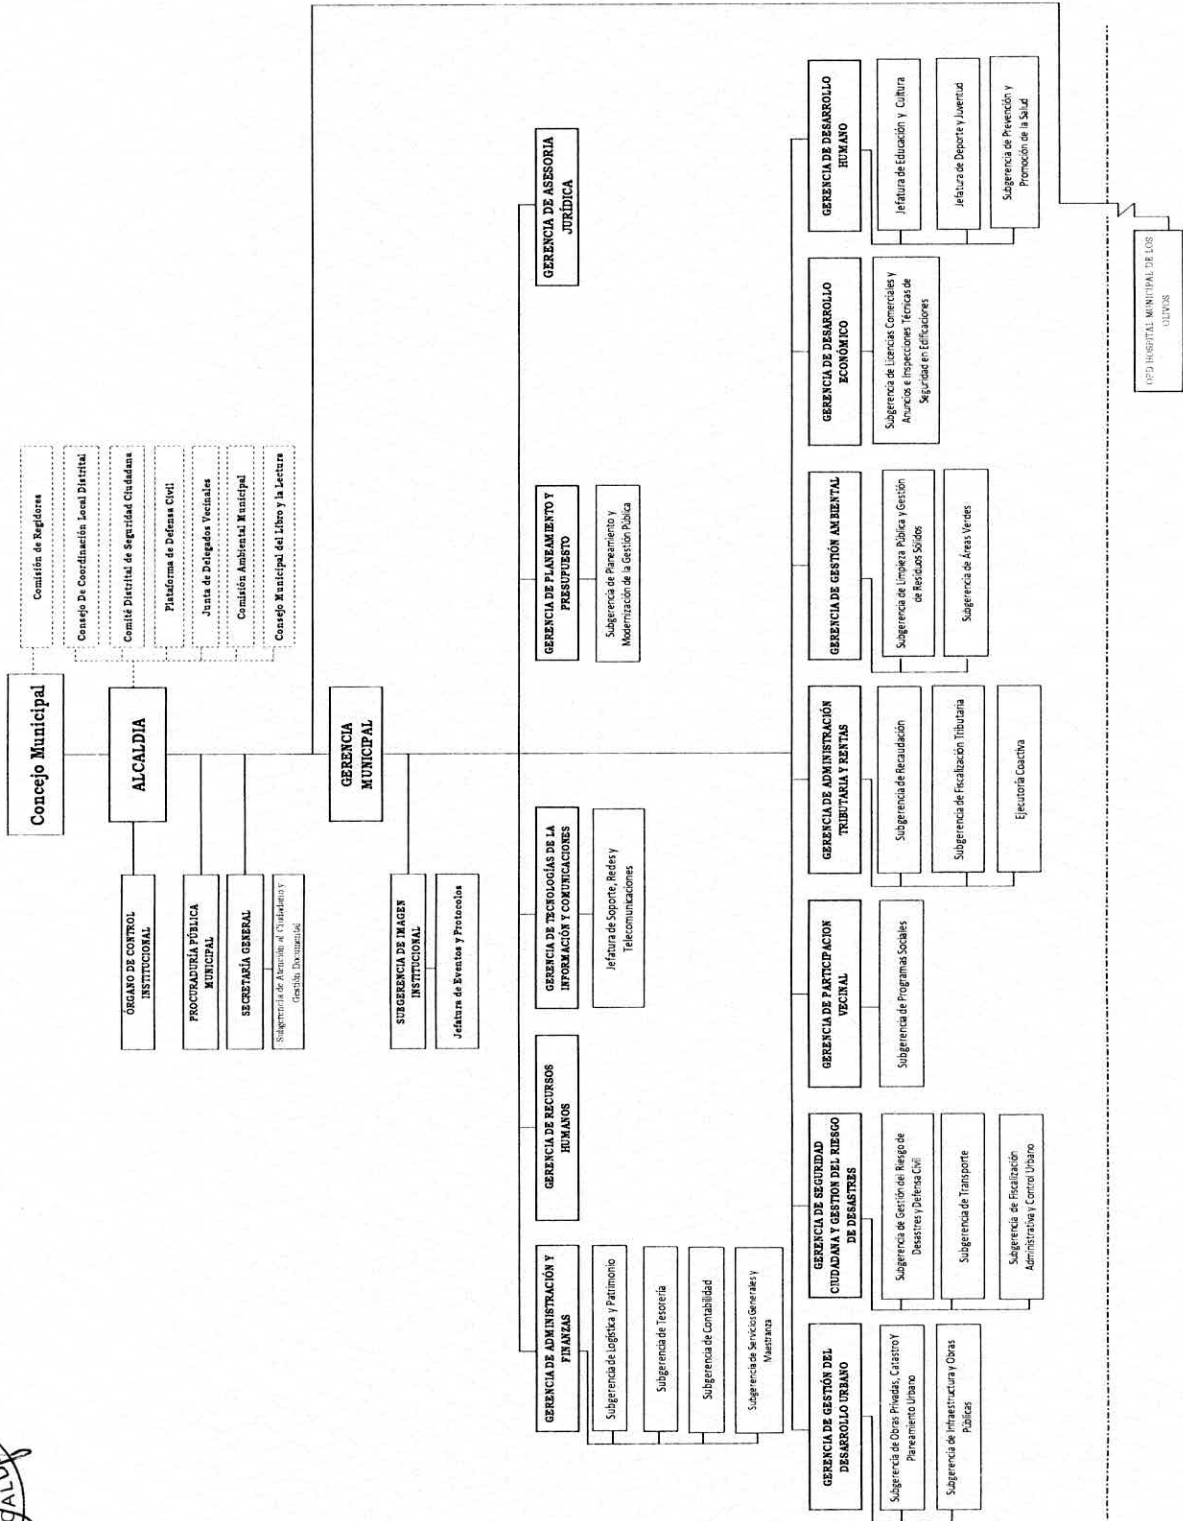 Concejo Municipal
Comisión de Regidores
ALCALDIA
Consejo De Coordinación Local Distrital
Comité Distrital de Seguridad Ciudadana
Plataforma de Defensa Civil
Junta de Delegados Vecinales
Comisión Ambiental Municipal
Consejo Municipal del Libro y la Lectura
ÓRGANO DE CONTROL
INSTITUCIONAL
PROCURADURÍA PÚBLICA
MUNICIPAL
SECRETARÍA GENERAL
Subgerencia de Atención al Ciudadano y
Gestión Documental
GERENCIA
MUNICIPAL
SUBGERENCIA DE IMAGEN
INSTITUCIONAL
Jefatura de Eventos y Protocolos
GERENCIA DE ADMINISTRACIÓN Y
FINANZAS
Subgerencia de Logística y Patrimonio
Subgerencia de Tesorería
Subgerencia de Contabilidad
Subgerencia de Servicios Generales y
Maestranza
GERENCIA DE RECURSOS
HUMANOS
GERENCIA DE TECNOLOGÍAS DE LA
INFORMACIÓN Y COMUNICACIONES
Jefatura de Soporte, Redes y
Telecomunicaciones
GERENCIA DE PLANEAMIENTO Y
PRESUPUESTO
Subgerencia de Planeamiento y
Modernización de la Gestión Pública
GERENCIA DE ASESORIA
JURÍDICA
GERENCIA DE GESTIÓN DEL
DESARROLLO URBANO
Subgerencia de Obras Privadas, Catastro Y
Planeamiento Urbano
Subgerencia de Infraestructura y Obras
Públicas
GERENCIA DE SEGURIDAD
CIUDADANA Y GESTION DEL RIESGO
DE DESASTRES
Subgerencia de Gestión del Riesgo de
Desastres y Defensa Civil
Subgerencia de Transporte
Subgerencia de Fiscalización
Administrativa y Control Urbano
GERENCIA DE PARTICIPACION
VECINAL
Subgerencia de Programas Sociales
GERENCIA DE ADMINISTRACIÓN
TRIBUTARIA Y RENTAS
Subgerencia de Recaudación
Subgerencia de Fiscalización Tributaria
Ejecutoría Coactiva
GERENCIA DE GESTIÓN AMBIENTAL
Subgerencia de Limpieza Pública y Gestión
de Residuos Sólidos
Subgerencia de Áreas Verdes
GERENCIA DE DESARROLLO
ECONÓMICO
Subgerencia de Licencias Comerciales y
Anuncios e Inspecciones Técnicas de
Seguridad en Edificaciones
GERENCIA DE DESARROLLO
HUMANO
Jefatura de Educación y Cultura
Jefatura de Deporte y Juventud
Subgerencia de Prevención y
Promoción de la Salud
OPD HOSPITAL MUNICIPAL DE LOS
OLIVOS